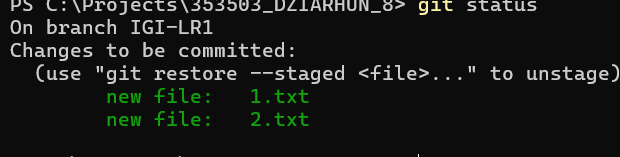 PS C:\Projects\353503_DZIARHUN_8> git status
On branch IGI-LR1
Changes to be committed:
(use "git restore --staged <file>..." to unstage)
new file: 1.txt
new file: 2.txt